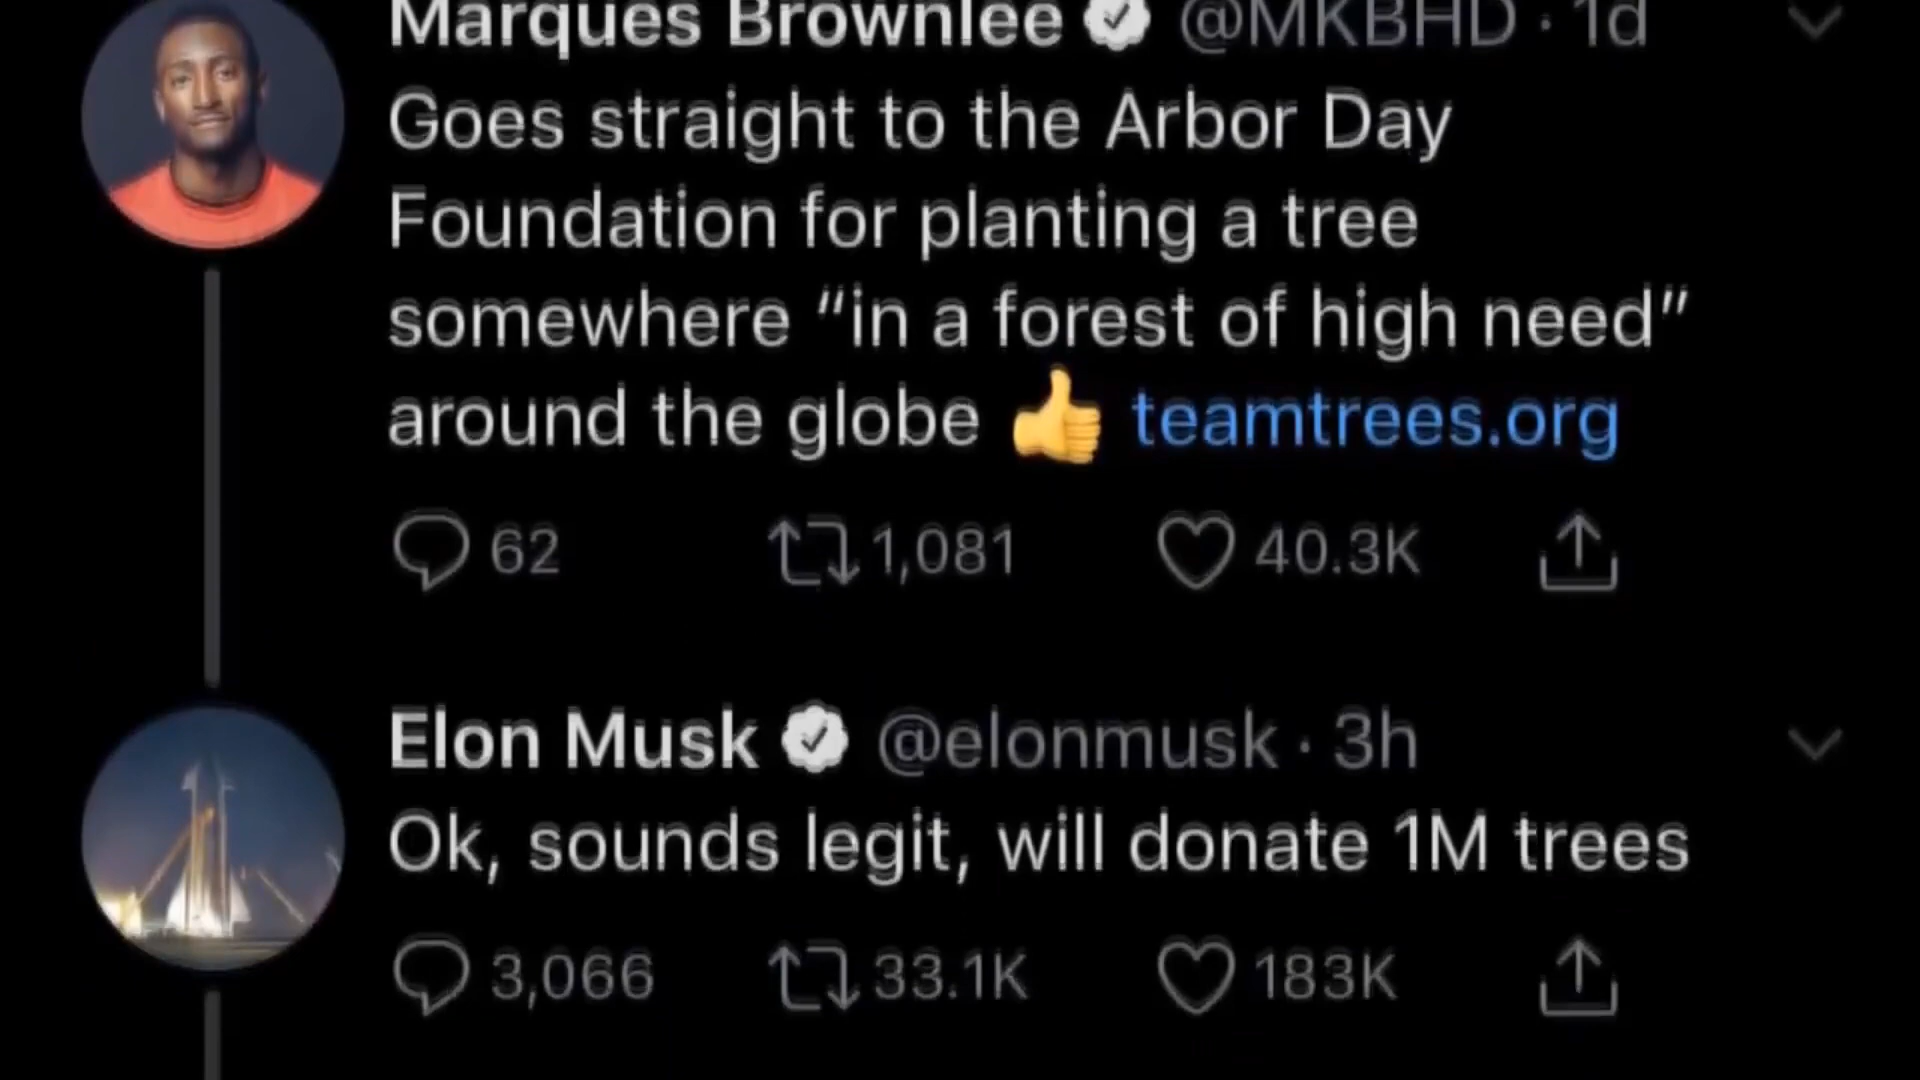 Marques Brownlee @MKBHD · 1d
Goes straight to the Arbor Day
Foundation for planting a tree
somewhere “in a forest of high need”
around the globe 👍 teamtrees.org
62 1,081 40.3K
Elon Musk @elonmusk · 3h
Ok, sounds legit, will donate 1M trees
3,066 33.1K 183K